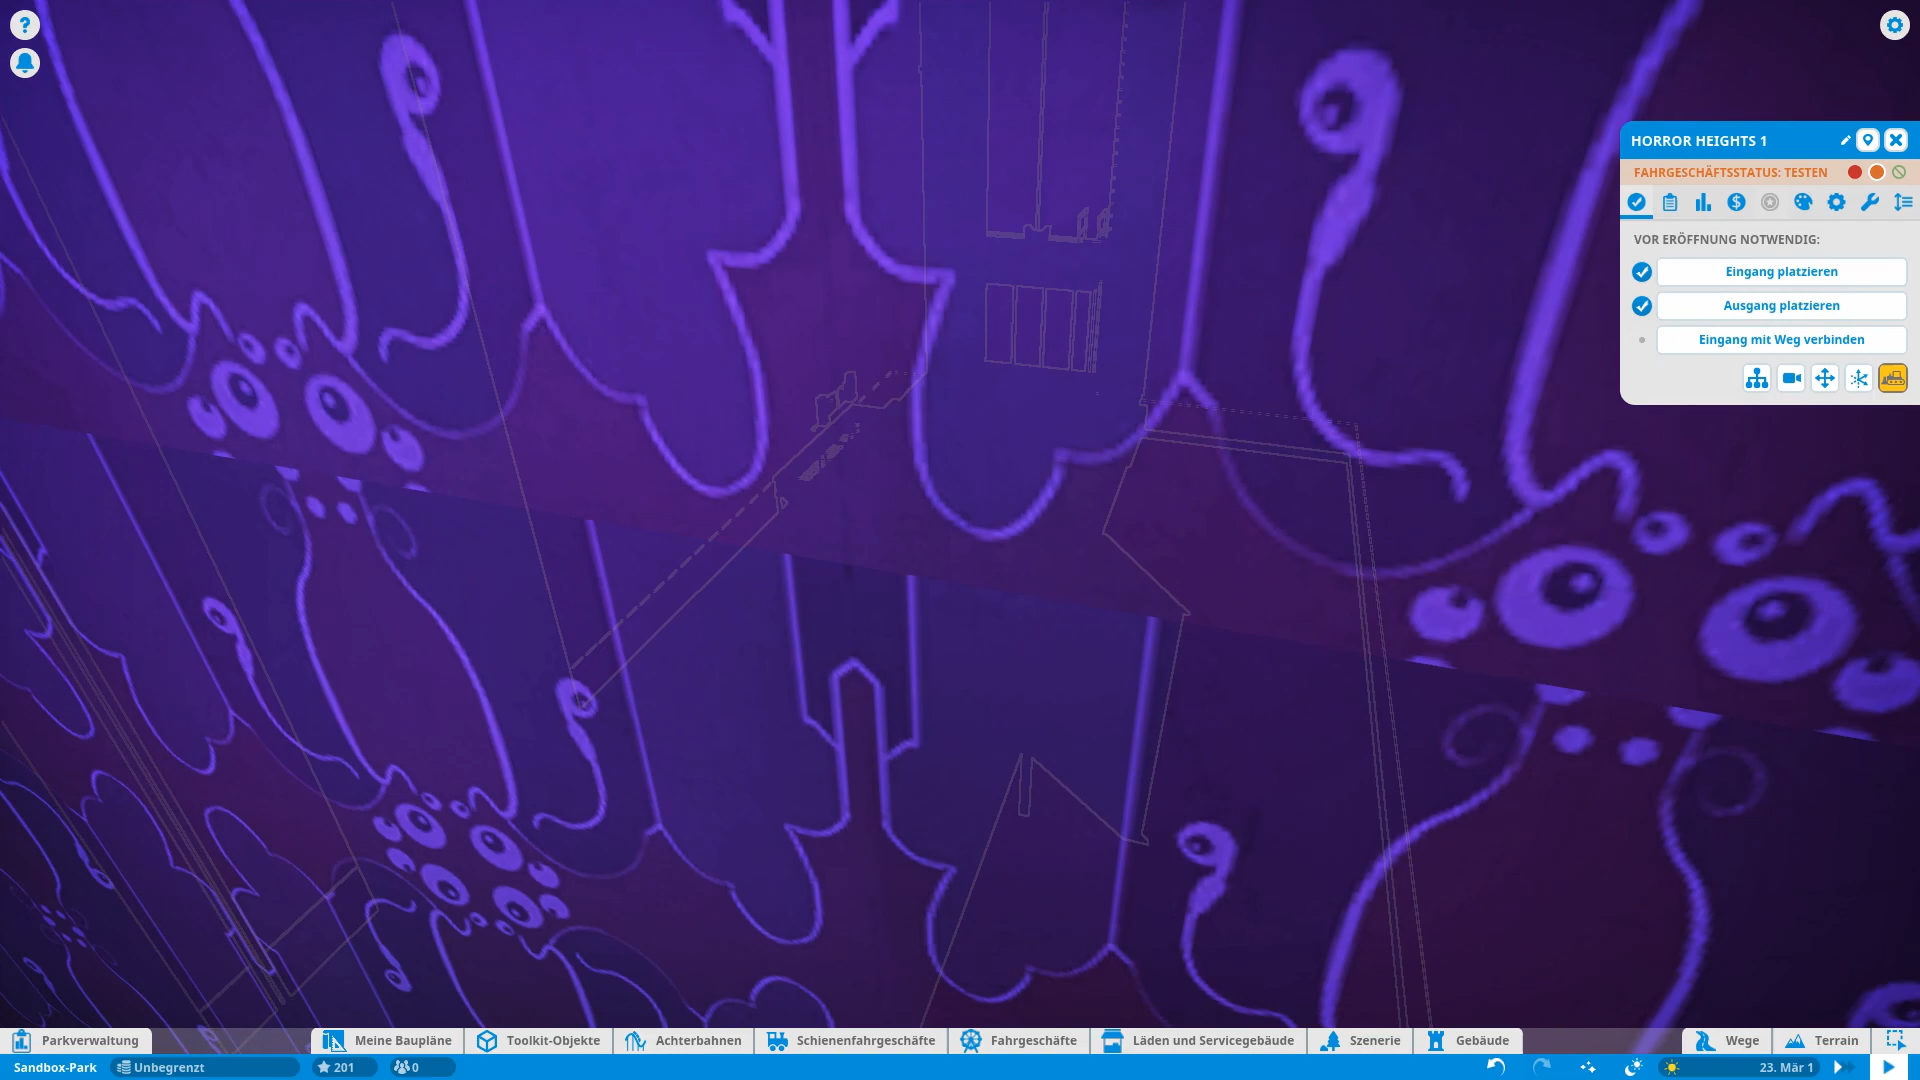 ?
HORROR HEIGHTS 1
FAHRGESCHÄFTSSTATUS: TESTEN
VOR ERÖFFNUNG NOTWENDIG:
Eingang platzieren
Ausgang platzieren
Eingang mit Weg verbinden
Parkverwaltung
Meine Baupläne
Toolkit-Objekte
Achterbahnen
Schienenfahrgeschäfte
Fahrgeschäfte
Läden und Servicegebäude
Szenerie
Gebäude
Wege
Terrain
Sandbox-Park
Unbegrenzt
201
0
23. Mär 1